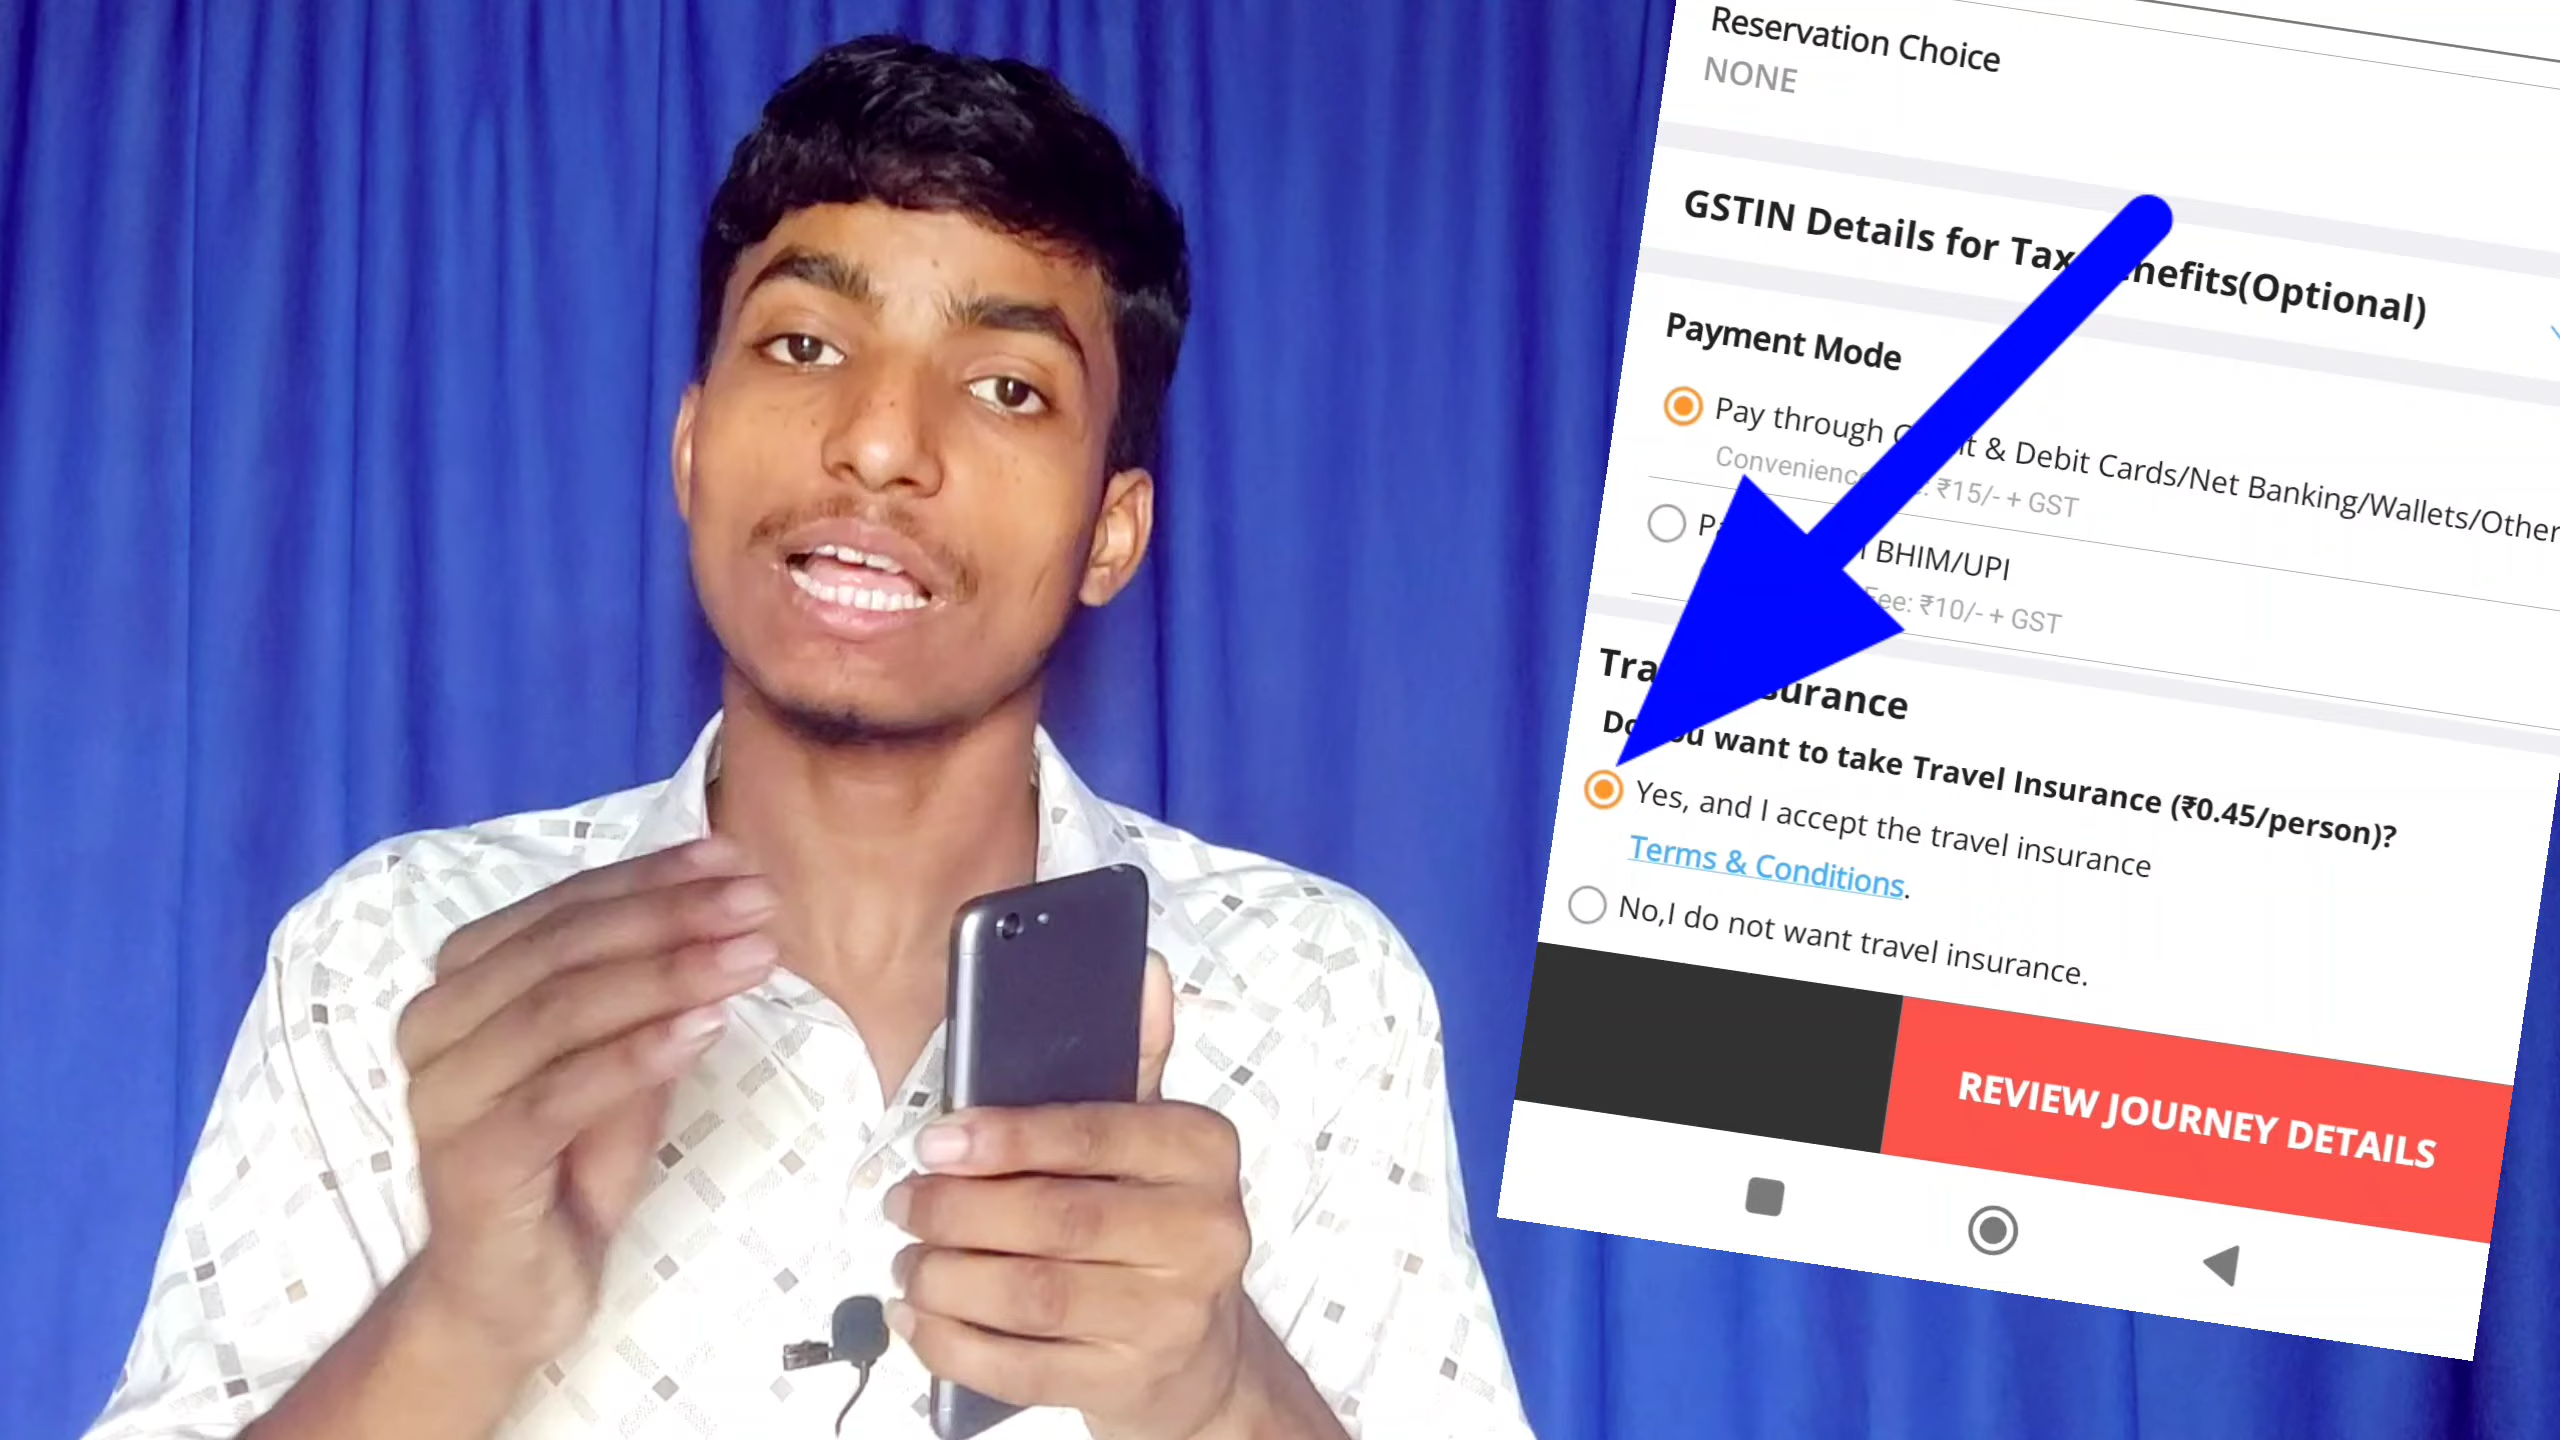 Reservation Choice
NONE
GSTIN Details for Tax nefits(Optional)
Payment Mode
Pay through & Debit Cards/Net Banking/Wallets/Other
₹15/- + GST
BHIM/UPI
Fee: ₹10/- + GST
want to take Travel Insurance (₹0.45/person)?
Yes, and I accept the travel insurance
Terms & Conditions.
No,I do not want travel insurance.
REVIEW JOURNEY DETAILS